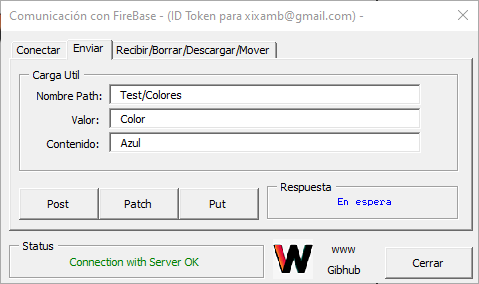 Comunicación con FireBase - (ID Token para xixamb@gmail.com) -
Conectar Enviar Recibir/Borrar/Descargar/Mover
Carga Util
Nombre Path: Test/Colores
Valor: Color
Contenido: Azul
Post Patch Put
Respuesta
En espera
Status
Connection with Server OK
W
WWW
Gibhub
Cerrar